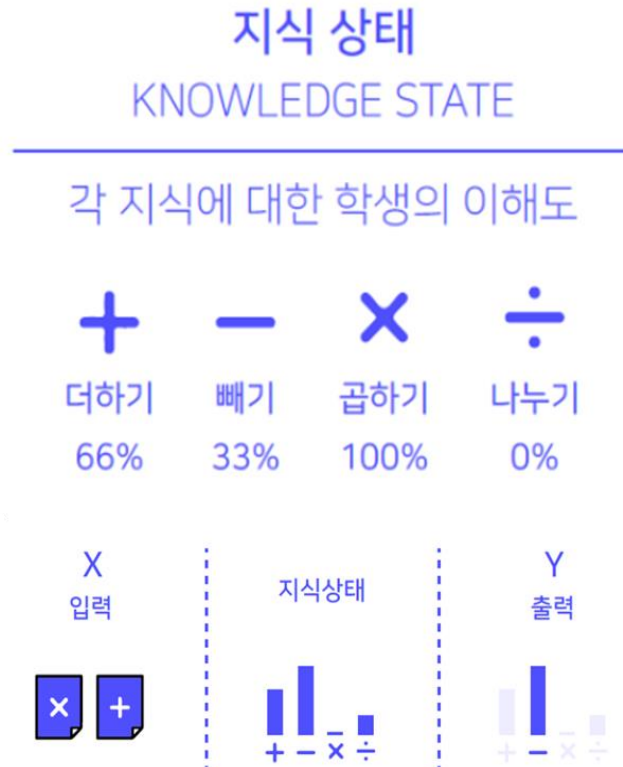 지식 상태
KNOWLEDGE STATE
각 지식에 대한 학생의 이해도
+ − × ÷
더하기 빼기 곱하기 나누기
66% 33% 100% 0%
X 지식상태 Y
입력 출력
× +
+ − × ÷ + − × ÷